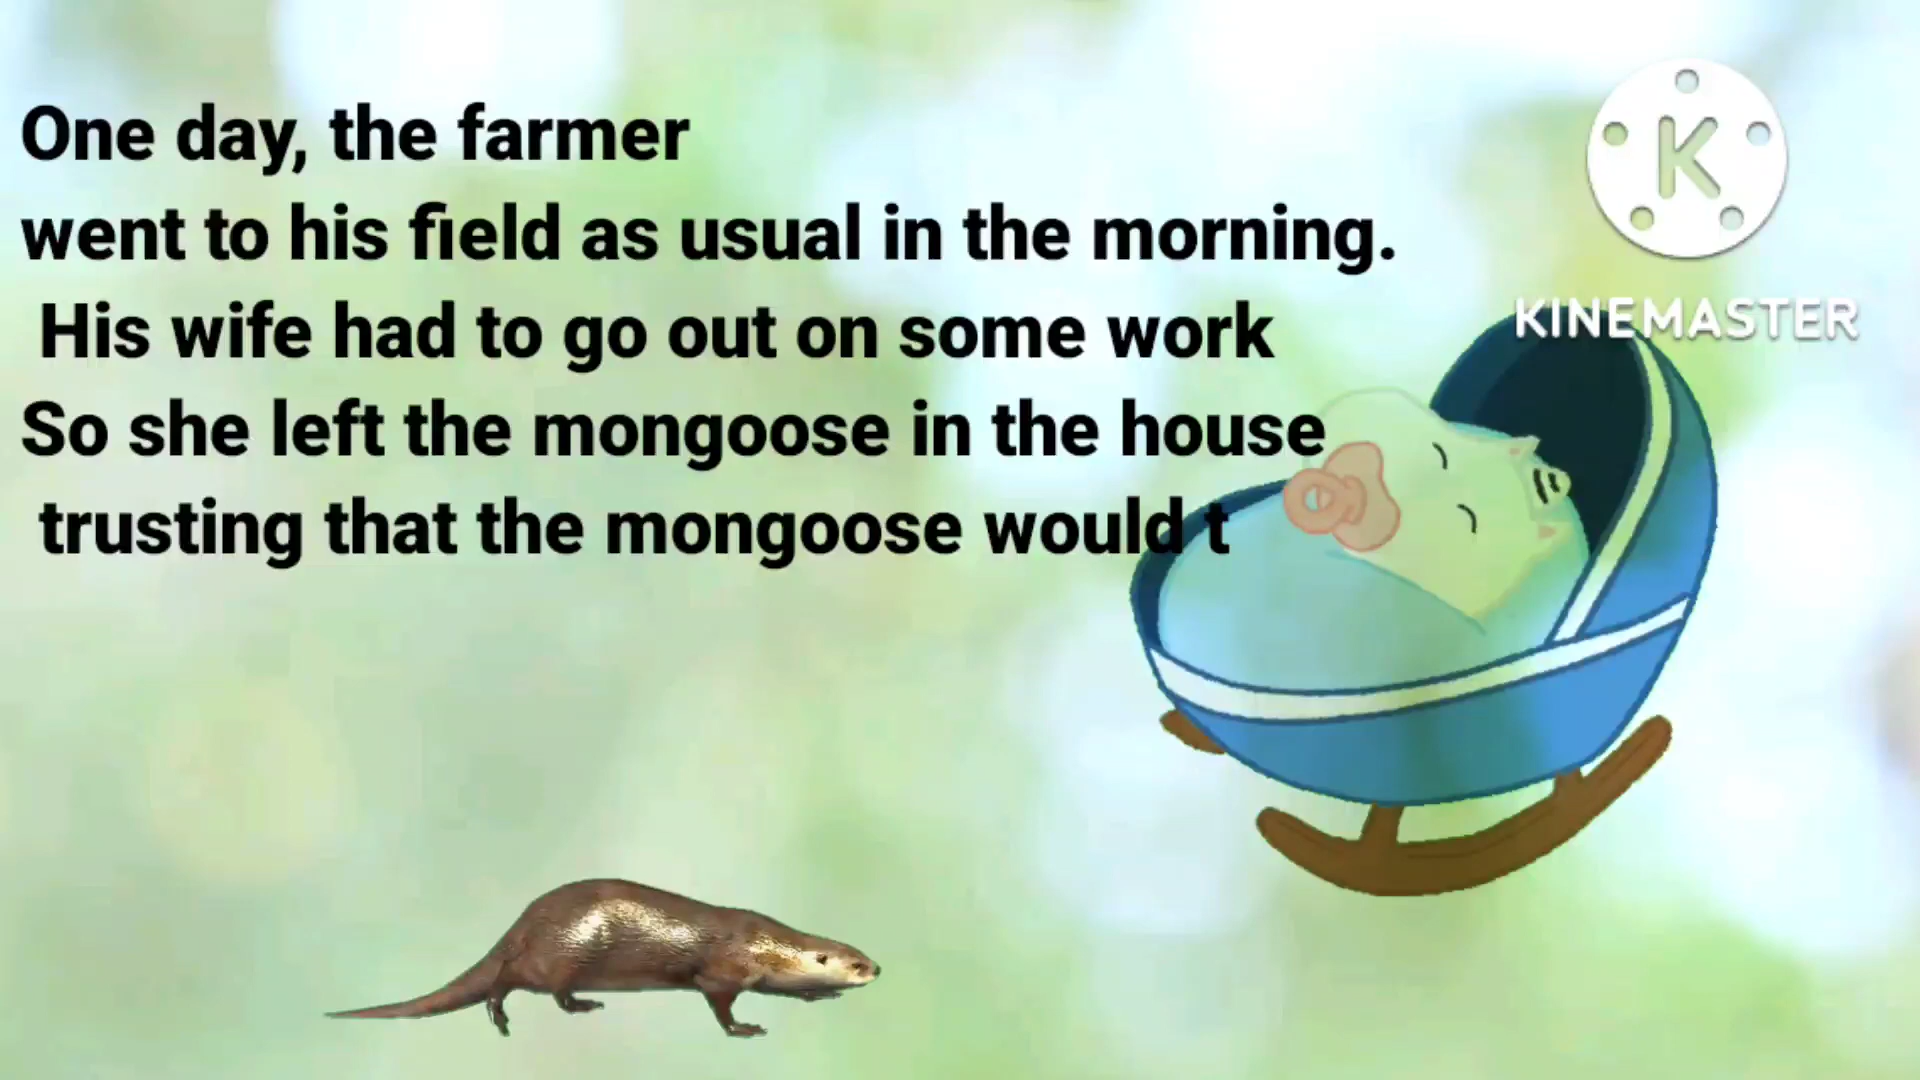 One day, the farmer
went to his field as usual in the morning.
His wife had to go out on some work
So she left the mongoose in the house
trusting that the mongoose would t
K
KINEMASTER